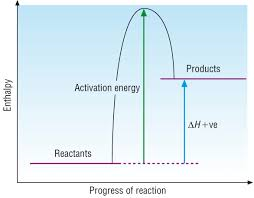 Products
Activation energy
ΔH +ve
Reactants
Enthalpy
Progress of reaction